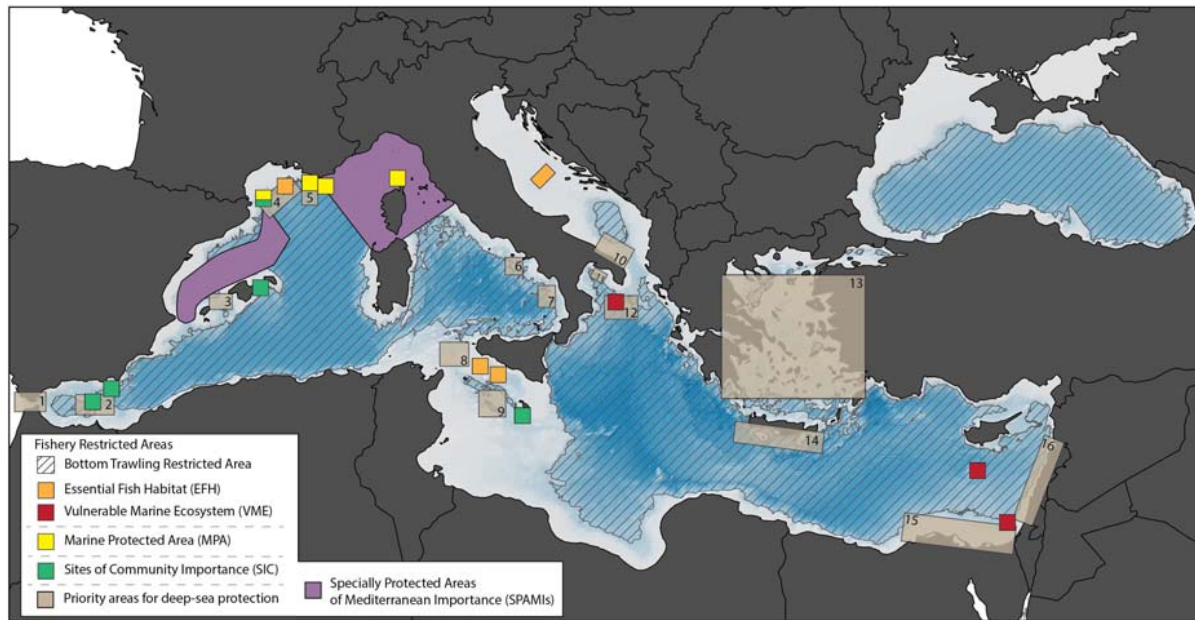 4
5
3
1
2
6
7
8
9
10
11
12
13
14
15
16
Fishery Restricted Areas
Bottom Trawling Restricted Area
Essential Fish Habitat (EFH)
Vulnerable Marine Ecosystem (VME)
Marine Protected Area (MPA)
Sites of Community Importance (SIC)
Priority areas for deep-sea protection
Specially Protected Areas
of Mediterranean Importance (SPAMIs)